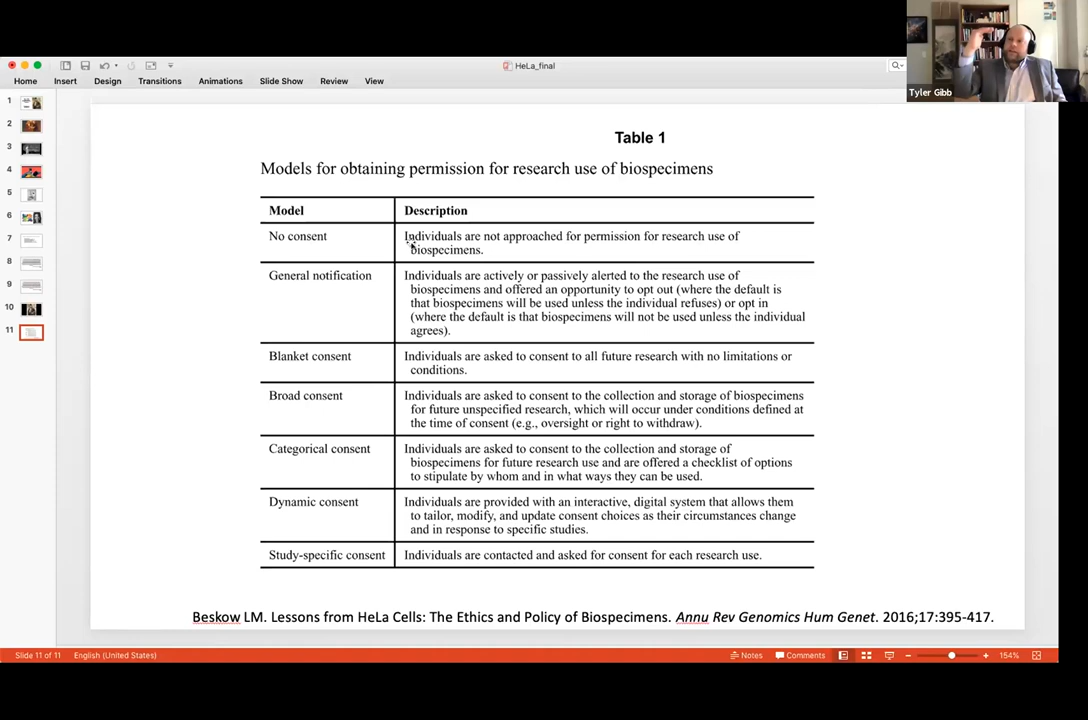 HeLa_final
Home Insert Design Transitions Animations Slide Show Review View
Tyler Gibb
1
2
3
4
5
6
7
8
9
10
11
Table 1
Models for obtaining permission for research use of biospecimens
Model Description
No consent Individuals are not approached for permission for research use of
biospecimens.
General notification Individuals are actively or passively alerted to the research use of
biospecimens and offered an opportunity to opt out (where the default is
that biospecimens will be used unless the individual refuses) or opt in
(where the default is that biospecimens will not be used unless the individual
agrees).
Blanket consent Individuals are asked to consent to all future research with no limitations or
conditions.
Broad consent Individuals are asked to consent to the collection and storage of biospecimens
for future unspecified research, which will occur under conditions defined at
the time of consent (e.g., oversight or right to withdraw).
Categorical consent Individuals are asked to consent to the collection and storage of
biospecimens for future research use and are offered a checklist of options
to stipulate by whom and in what ways they can be used.
Dynamic consent Individuals are provided with an interactive, digital system that allows them
to tailor, modify, and update consent choices as their circumstances change
and in response to specific studies.
Study-specific consent Individuals are contacted and asked for consent for each research use.
Beskow LM. Lessons from HeLa Cells: The Ethics and Policy of Biospecimens. Annu Rev Genomics Hum Genet. 2016;17:395-417.
Slide 11 of 11 English (United States) Notes Comments 154%